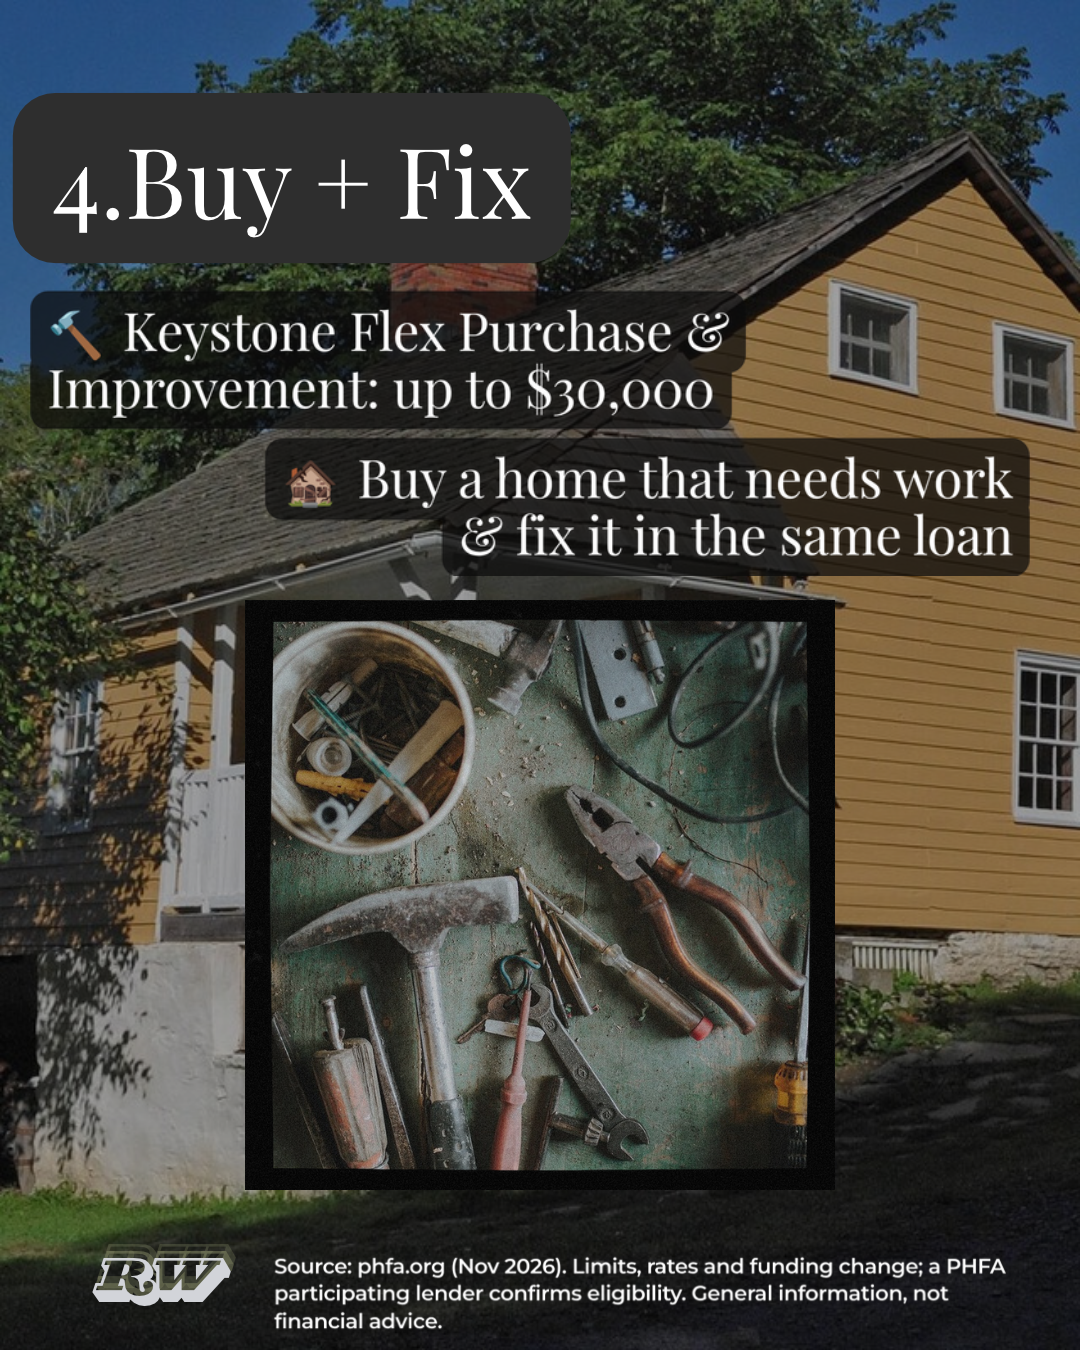 4.Buy + Fix
🔨 Keystone Flex Purchase &
Improvement: up to $30,000
🏚️ Buy a home that needs work
& fix it in the same loan
RW
Source: phfa.org (Nov 2026). Limits, rates and funding change; a PHFA
participating lender confirms eligibility. General information, not
financial advice.